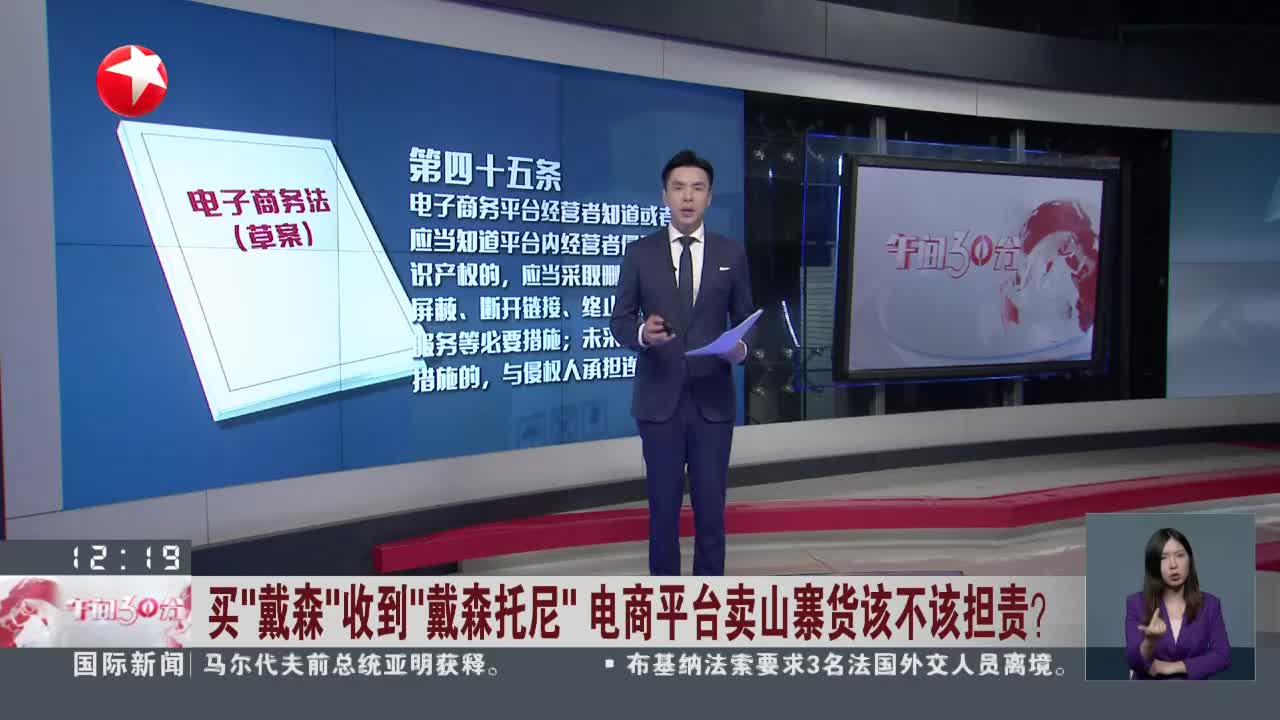 电子商务法
（草案）
第四十五条
电子商务平台经营者知道或者
应当知道平台内经营者侵
识产权的，应当采取删
屏蔽、断开链接、终止
服务等必要措施；未采
措施的，与侵权人承担连
午间30分
12:19
午间30分
买"戴森"收到"戴森托尼" 电商平台卖山寨货该不该担责?
国际新闻 马尔代夫前总统亚明获释。 ▪ 布基纳法索要求3名法国外交人员离境。